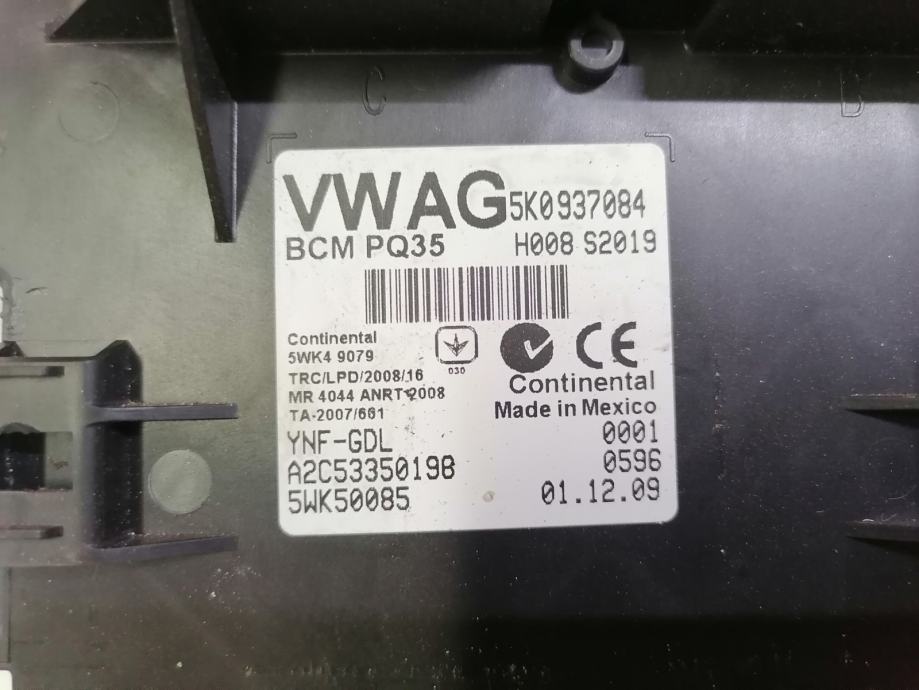 C
D
VWAG 5K0937084
BCM PQ35 H008 S2019
Continental
5WK4 9079
030
CE
TRC/LPD/2008/16
MR 4044 ANRT 2008
TA-2007/661
Continental
Made in Mexico
YNF-GDL 0001
A2C53350198 0596
5WK50085 01.12.09